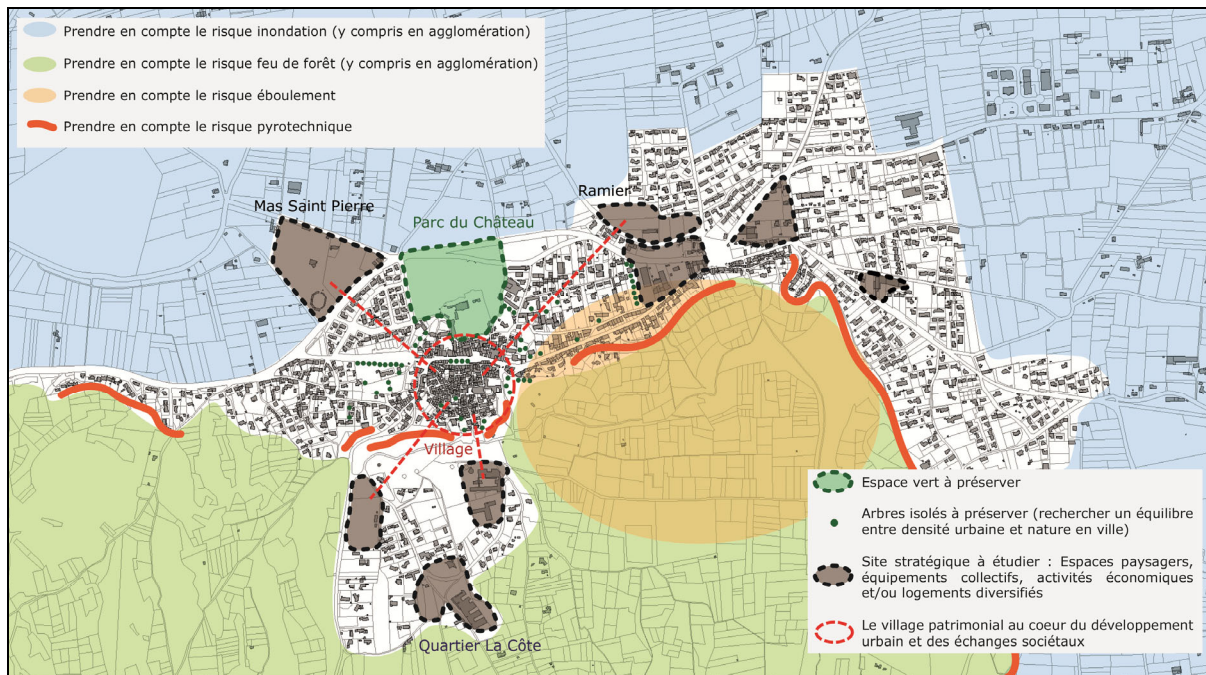 Prendre en compte le risque inondation (y compris en agglomération)
Prendre en compte le risque feu de forêt (y compris en agglomération)
Prendre en compte le risque éboulement
Prendre en compte le risque pyrotechnique
Ramier
Mas Saint Pierre
Parc du Château
Village
Quartier La Côte
Espace vert à préserver
Arbres isolés à préserver (rechercher un équilibre
entre densité urbaine et nature en ville)
Site stratégique à étudier : Espaces paysagers,
équipements collectifs, activités économiques
et/ou logements diversifiés
Le village patrimonial au coeur du développement
urbain et des échanges sociétaux